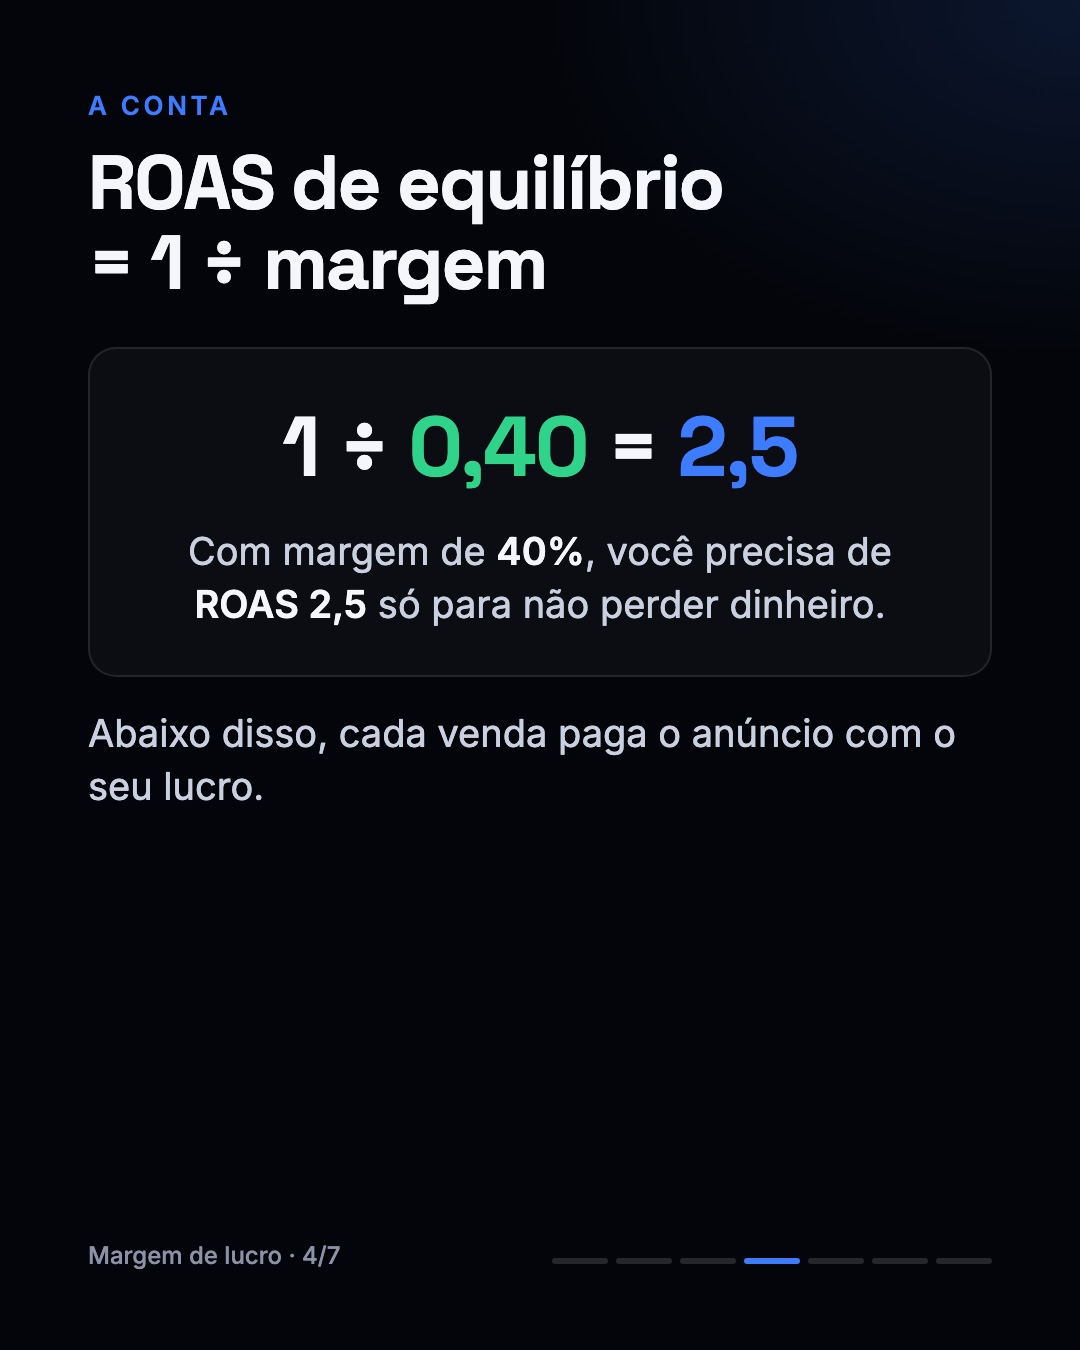 A CONTA
ROAS de equilíbrio
= 1 ÷ margem
1 ÷ 0,40 = 2,5
Com margem de 40%, você precisa de
ROAS 2,5 só para não perder dinheiro.
Abaixo disso, cada venda paga o anúncio com o
seu lucro.
Margem de lucro · 4/7